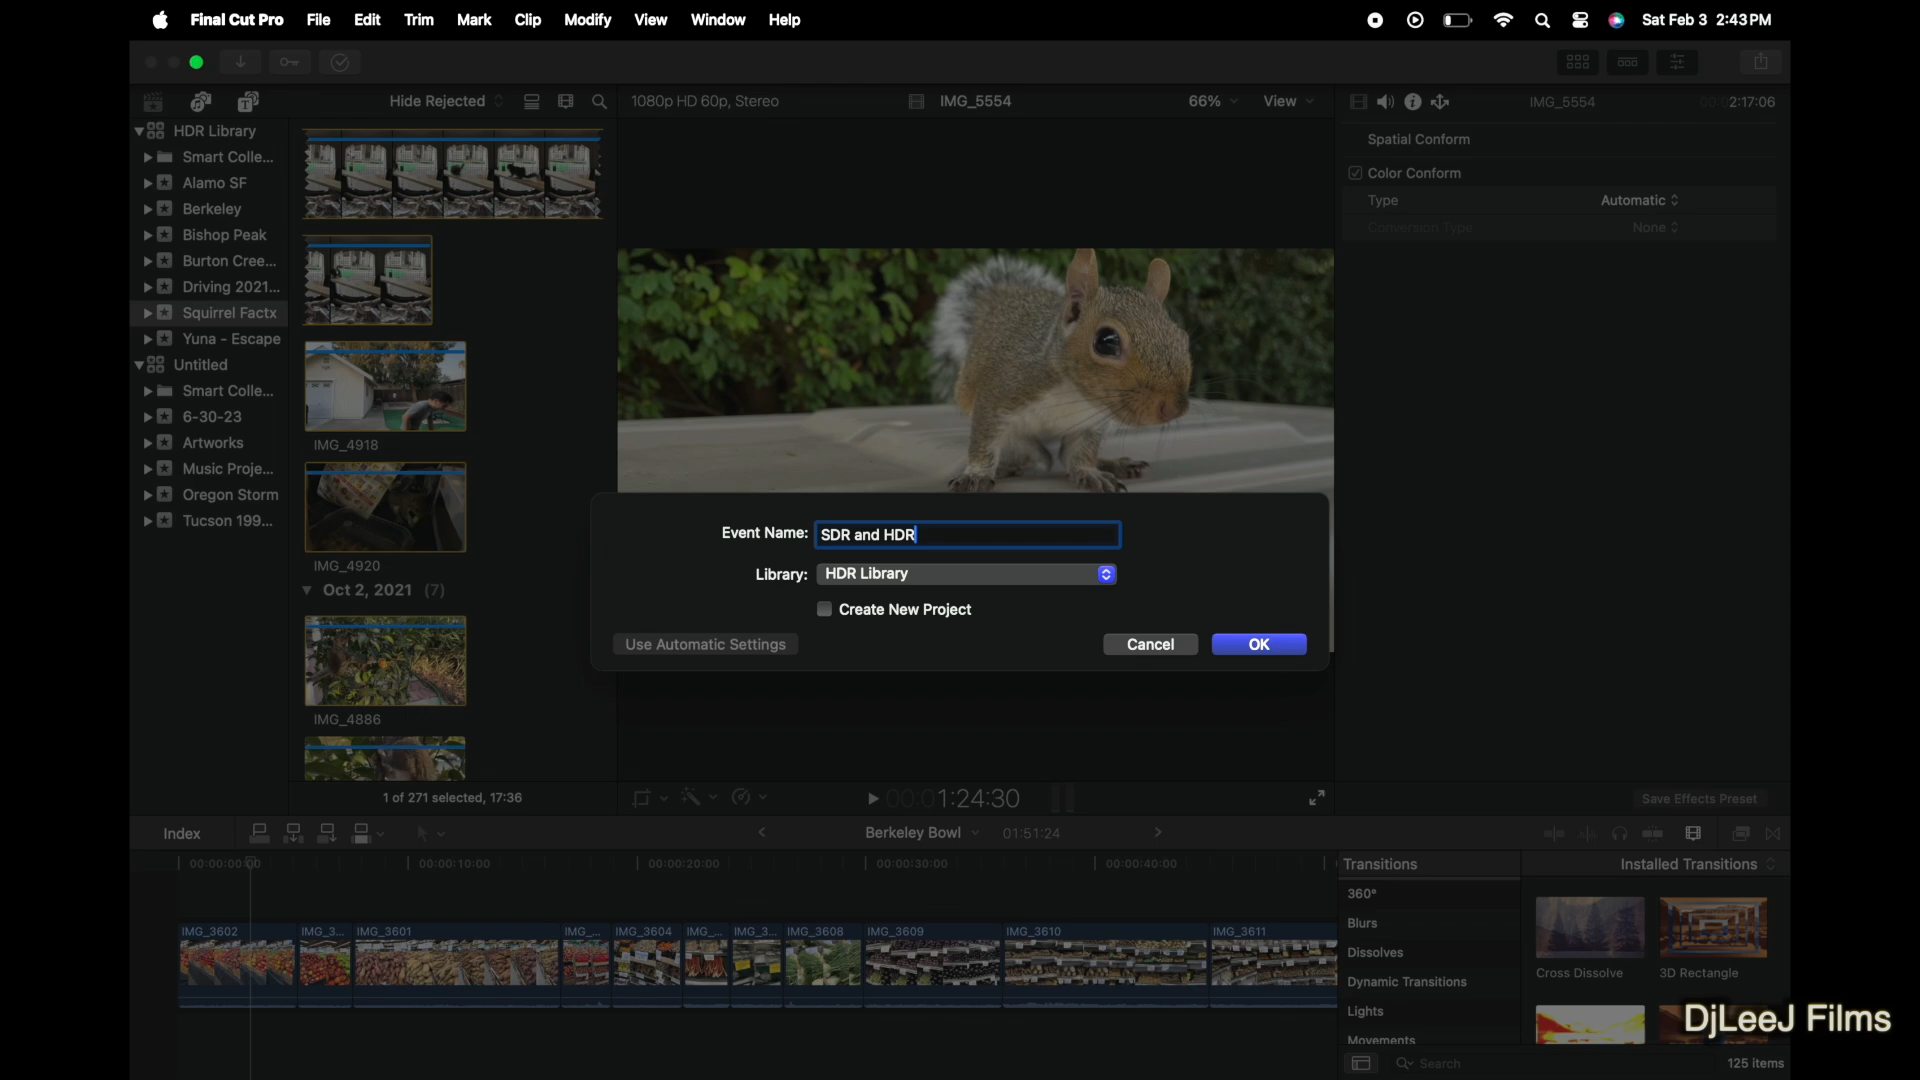 Final Cut Pro File Edit Trim Mark Clip Modify View Window Help
Sat Feb 3 2:43 PM
Hide Rejected
1080p HD 60p, Stereo
IMG_5554
66%
View
IMG_5554
2:17:06
HDR Library
Smart Colle...
Alamo SF
Berkeley
Bishop Peak
Burton Cree...
Driving 2021...
Squirrel Factx
Yuna - Escape
Untitled
Smart Colle...
6-30-23
Artworks
Music Proje...
Oregon Storm
Tucson 199...
IMG_4918
IMG_4920
Oct 2, 2021 (7)
IMG_4886
1 of 271 selected, 17:36
Spatial Conform
Color Conform
Type Automatic
Conversion Type None
Event Name: SDR and HDR
Library: HDR Library
Create New Project
Use Automatic Settings
Cancel
OK
00:01:24:30
Save Effects Preset
Index
Berkeley Bowl
01:51:24
00:00:00:00
00:00:10:00
00:00:20:00
00:00:30:00
00:00:40:00
IMG_3602
IMG_3...
IMG_3601
IMG_...
IMG_3604
IMG_...
IMG_3...
IMG_3608
IMG_3609
IMG_3610
IMG_3611
Transitions
Installed Transitions
360°
Blurs
Dissolves
Dynamic Transitions
Lights
Movements
Cross Dissolve
3D Rectangle
Search
125 items
DjLeeJ Films